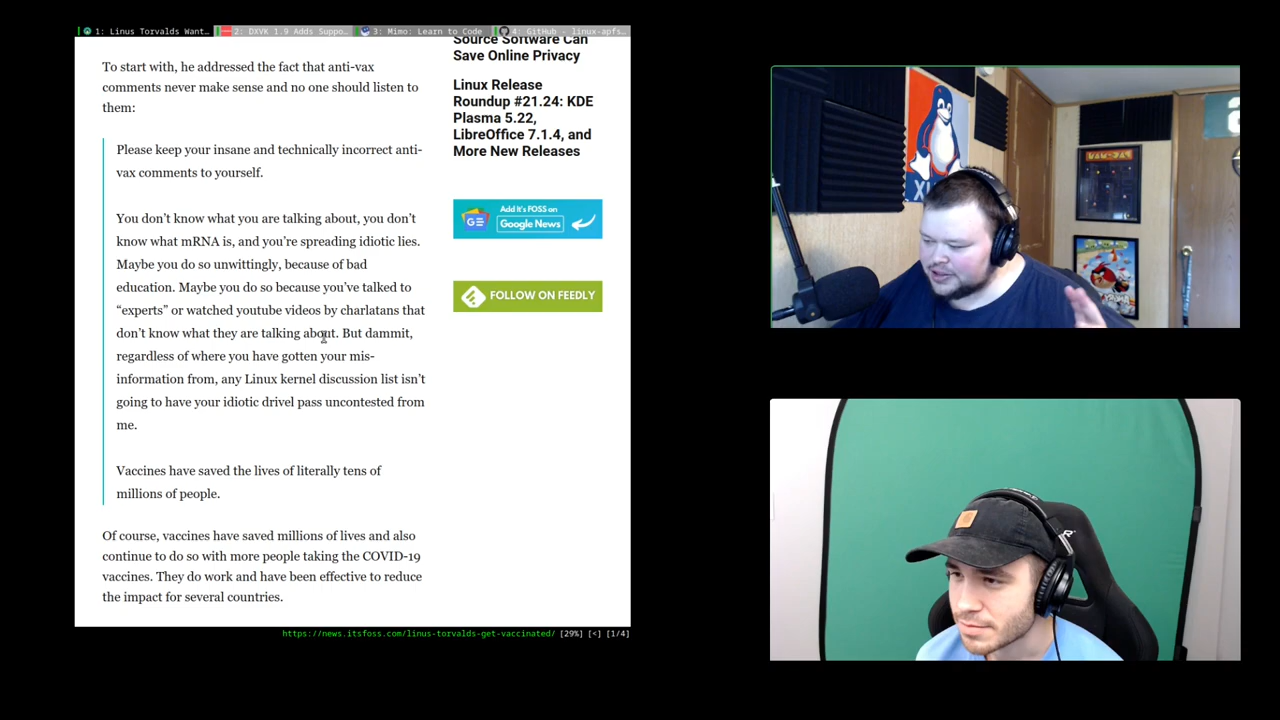 1: Linus Torvalds Want…
2: DXVK 1.9 Adds Suppo…
3: Mimo: Learn to Code
4: GitHub - linux-apfs…
To start with, he addressed the fact that anti-vax
comments never make sense and no one should listen to
them:
Please keep your insane and technically incorrect anti-
vax comments to yourself.
You don’t know what you are talking about, you don’t
know what mRNA is, and you’re spreading idiotic lies.
Maybe you do so unwittingly, because of bad
education. Maybe you do so because you’ve talked to
“experts” or watched youtube videos by charlatans that
don’t know what they are talking about. But dammit,
regardless of where you have gotten your mis-
information from, any Linux kernel discussion list isn’t
going to have your idiotic drivel pass uncontested from
me.
Vaccines have saved the lives of literally tens of
millions of people.
Of course, vaccines have saved millions of lives and also
continue to do so with more people taking the COVID-19
vaccines. They do work and have been effective to reduce
the impact for several countries.
Source Software Can
Save Online Privacy
Linux Release
Roundup #21.24: KDE
Plasma 5.22,
LibreOffice 7.1.4, and
More New Releases
GE
Add It's FOSS on
Google News
FOLLOW ON FEEDLY
https://news.itsfoss.com/linus-torvalds-get-vaccinated/ [29%] [<] [1/4]
PAC-MAN